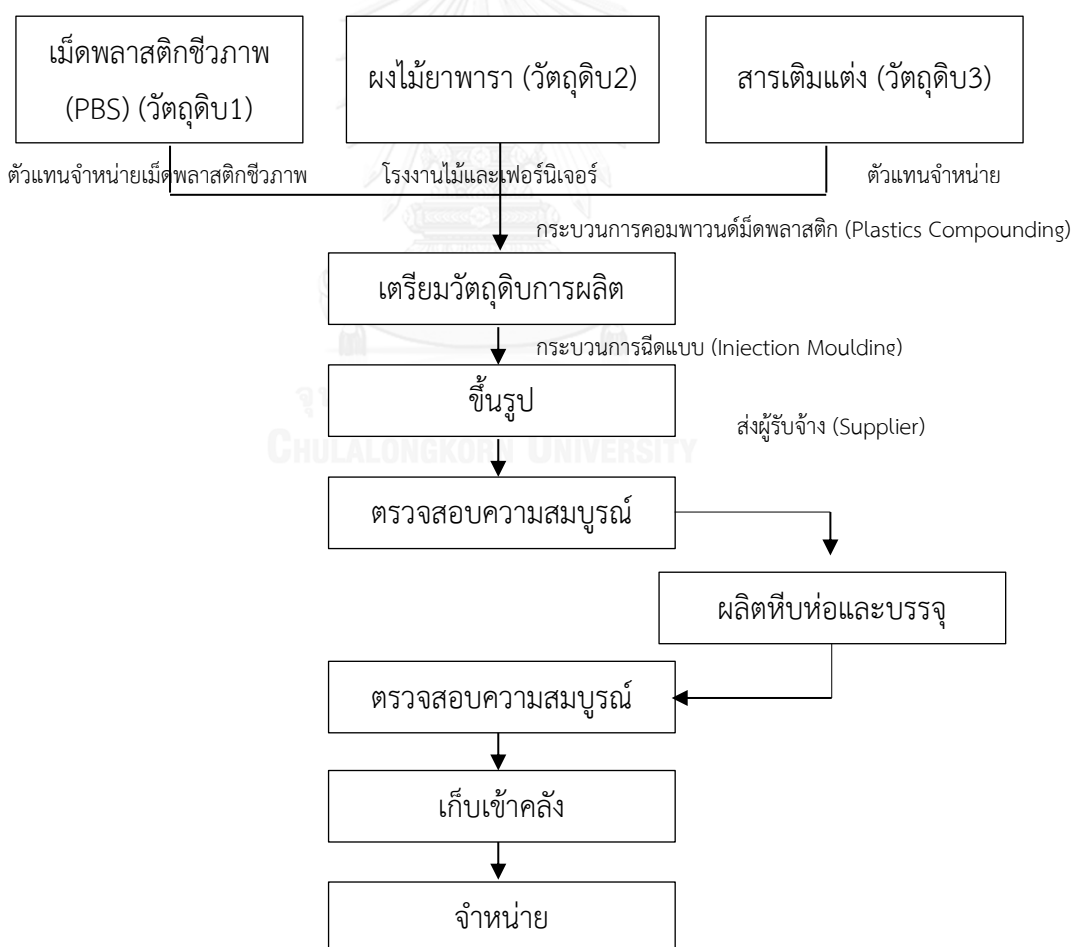 เม็ดพลาสติกชีวภาพ
(PBS) (วัตถุดิบ1)
ผงไม้ยาพารา (วัตถุดิบ2)
สารเติมแต่ง (วัตถุดิบ3)
ตัวแทนจำหน่ายเม็ดพลาสติกชีวภาพ
โรงงานไม้และเฟอร์นิเจอร์
ตัวแทนจำหน่าย
กระบวนการคอมพาวนด์ม็ดพลาสติก (Plastics Compounding)
เตรียมวัตถุดิบการผลิต
กระบวนการฉีดแบบ (Injection Moulding)
ขึ้นรูป
ส่งผู้รับจ้าง (Supplier)
CHULALONGKORN UNIVERSITY
ตรวจสอบความสมบูรณ์
ผลิตหีบห่อและบรรจุ
ตรวจสอบความสมบูรณ์
เก็บเข้าคลัง
จำหน่าย